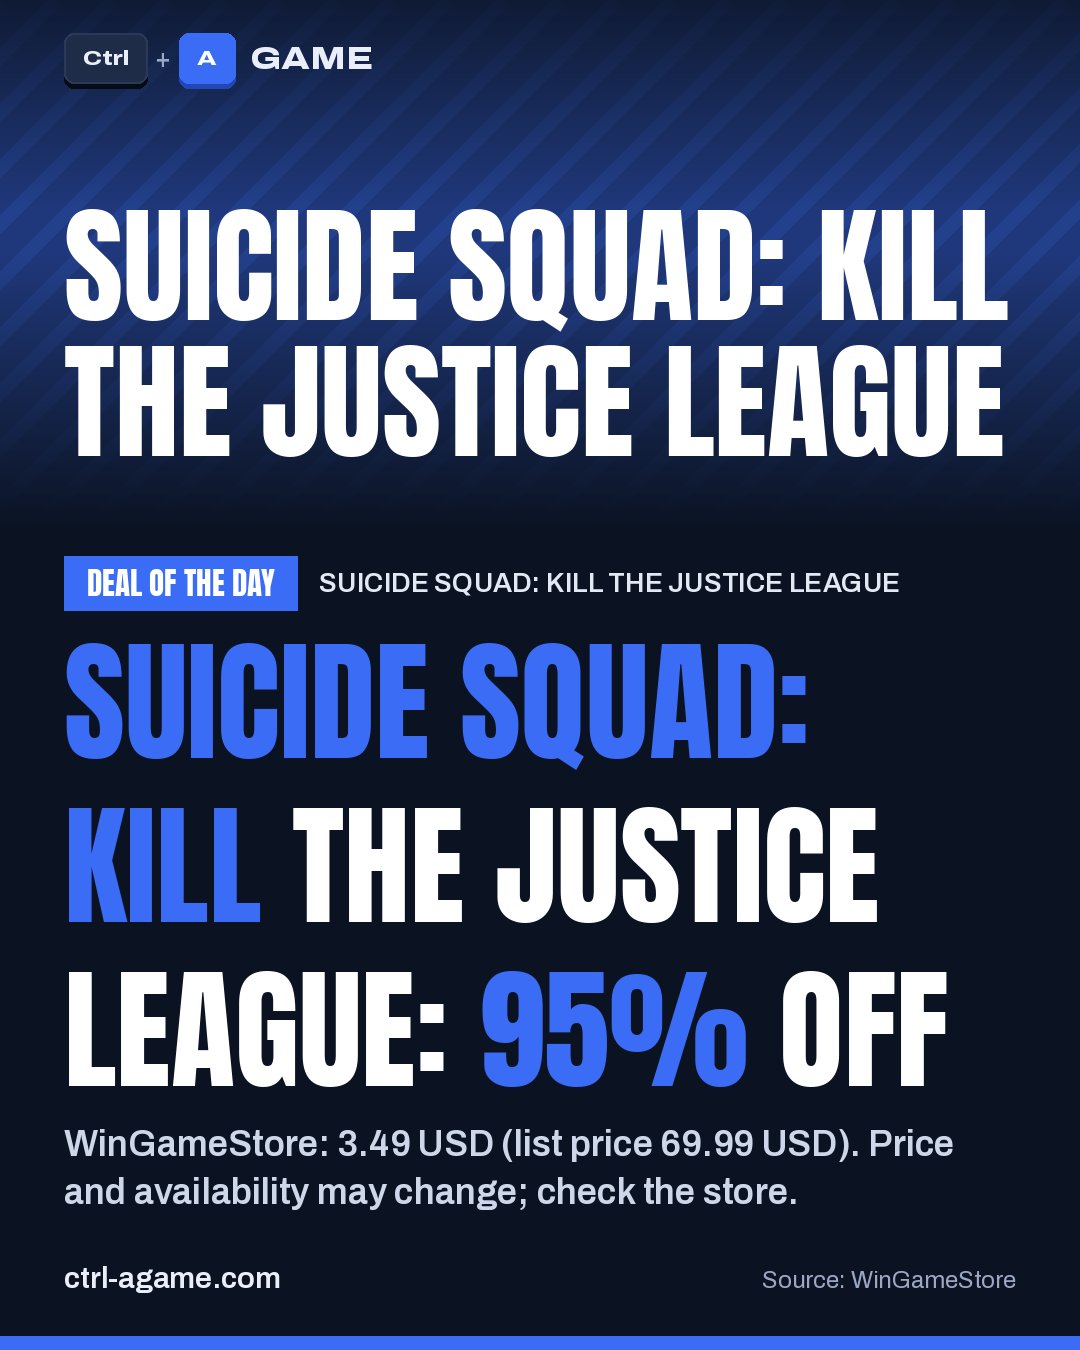 Ctrl + A GAME
SUICIDE SQUAD: KILL
THE JUSTICE LEAGUE
DEAL OF THE DAY SUICIDE SQUAD: KILL THE JUSTICE LEAGUE
SUICIDE SQUAD:
KILL THE JUSTICE
LEAGUE: 95% OFF
WinGameStore: 3.49 USD (list price 69.99 USD). Price
and availability may change; check the store.
ctrl-agame.com Source: WinGameStore